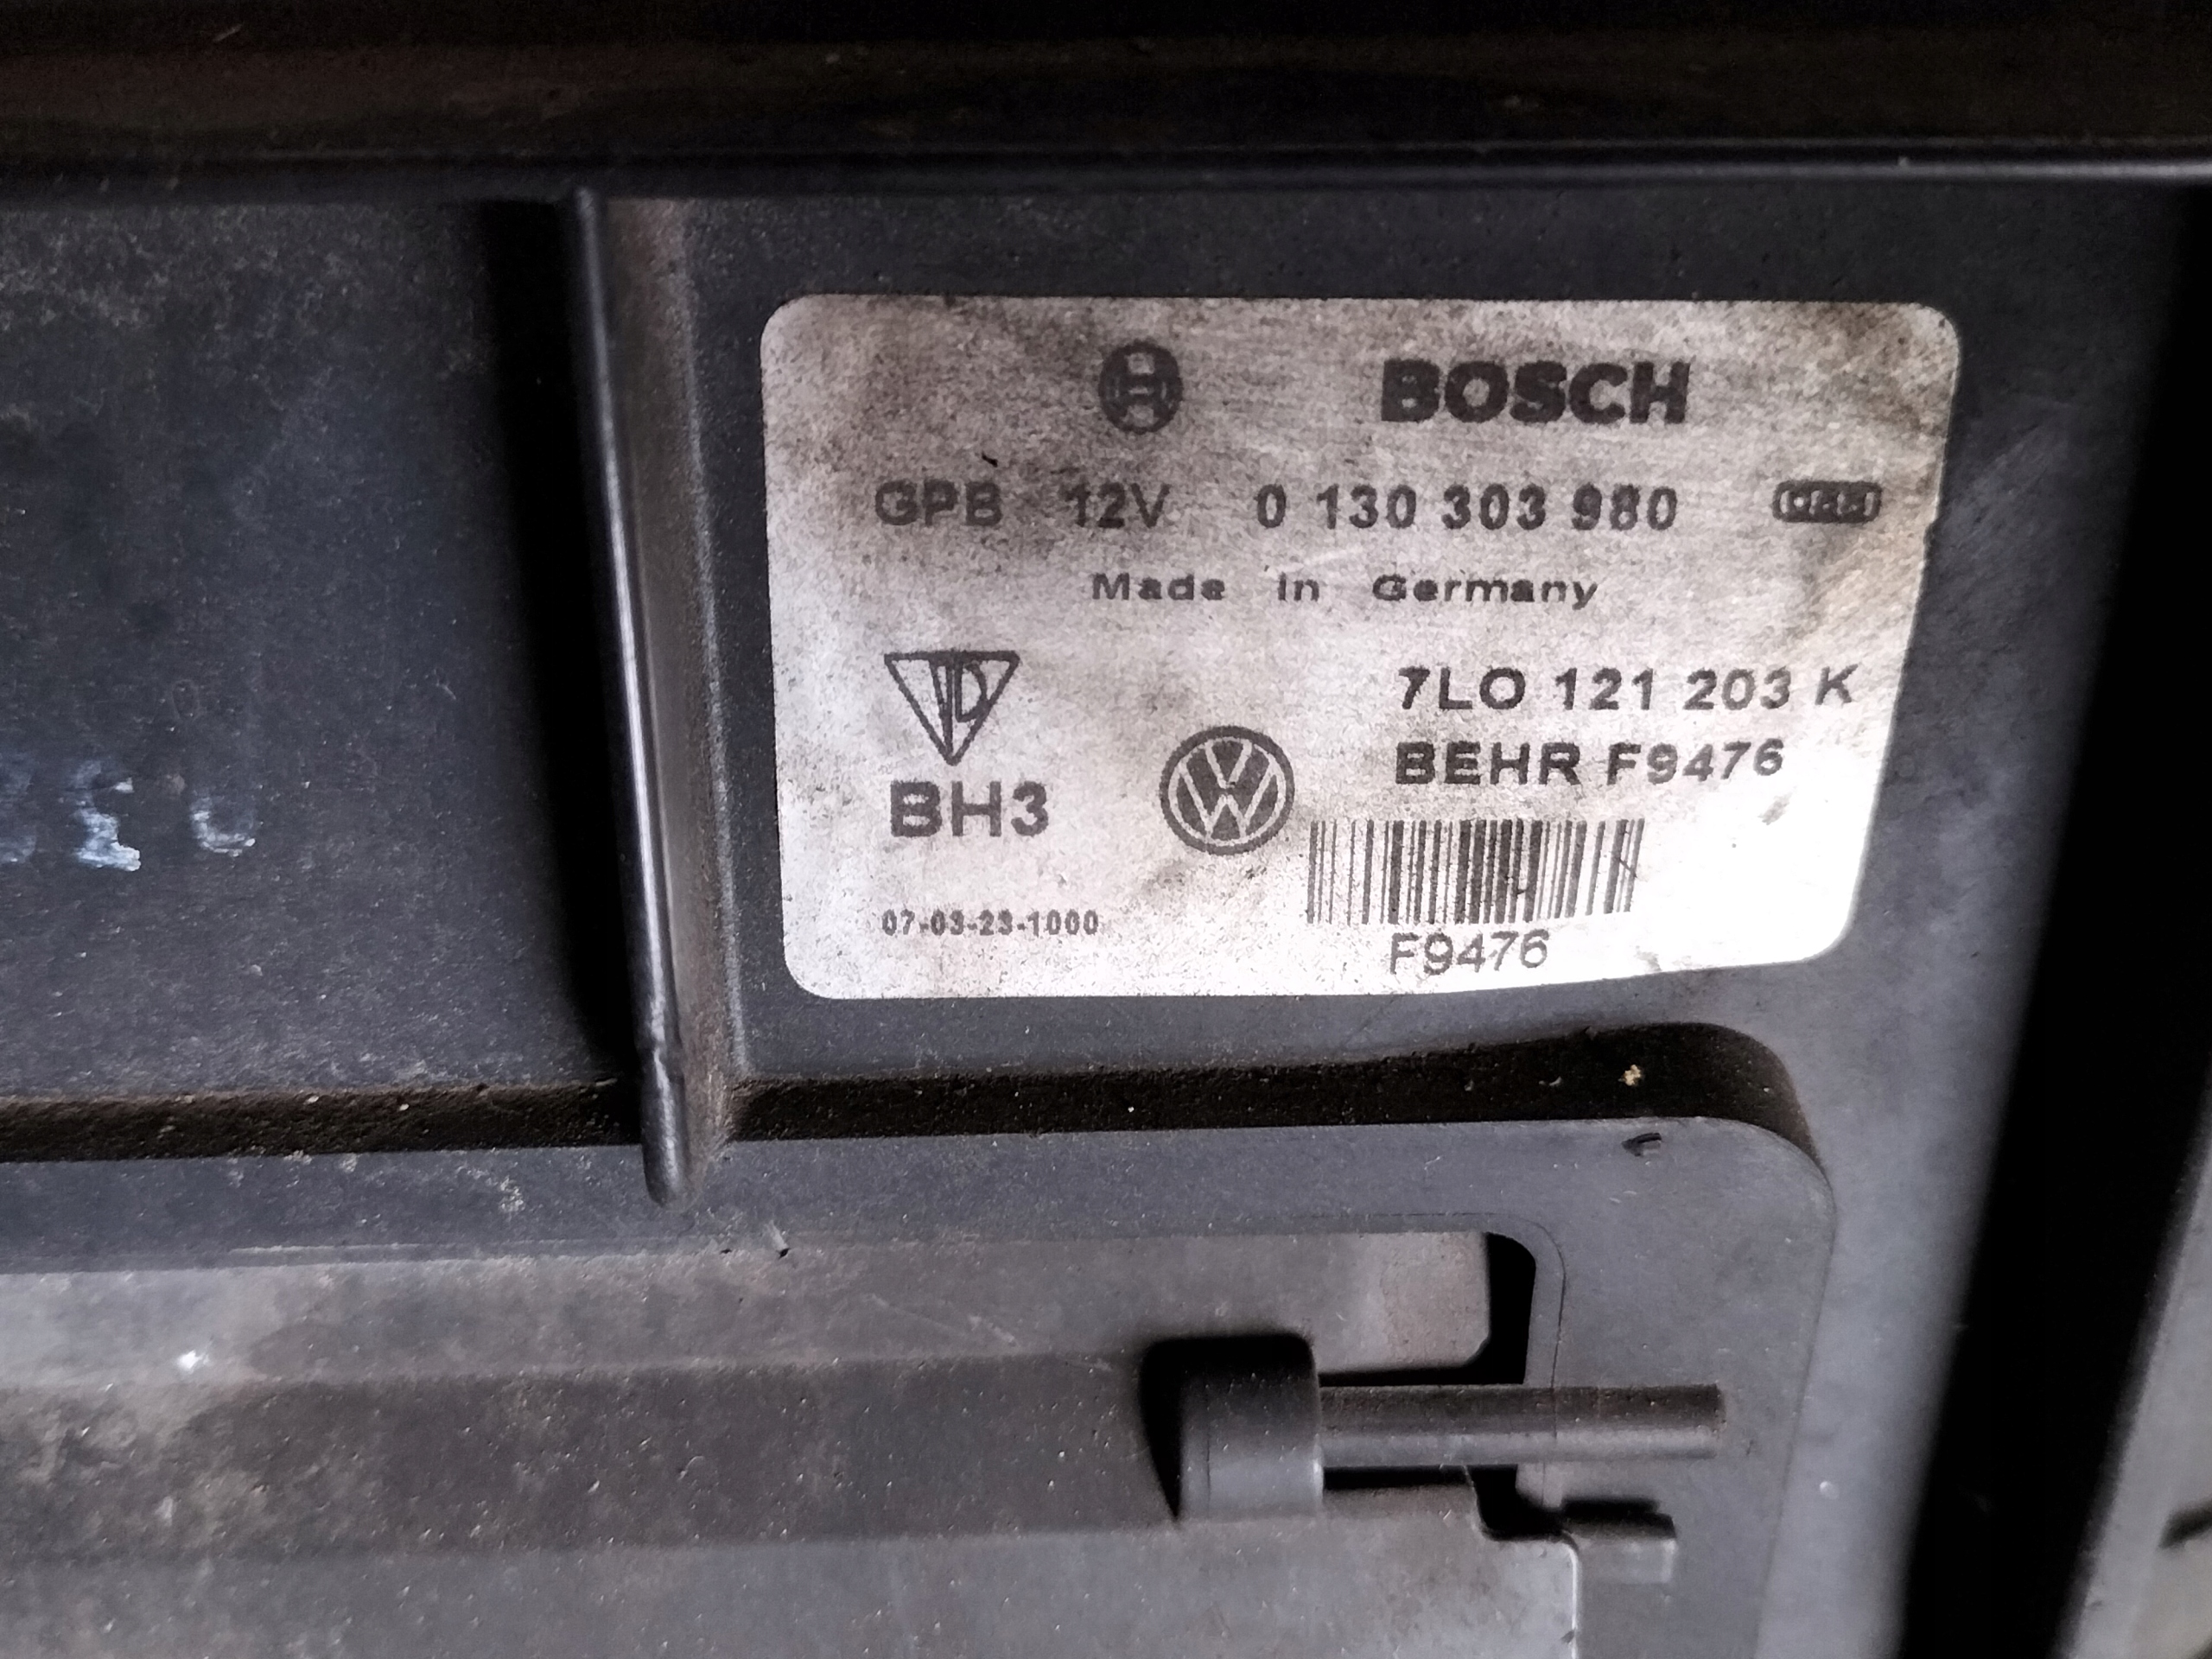 BOSCH
GPB 12V 0 130 303 980
Made in Germany
7LO 121 203 K
BEHR F9476
BH3
07-03-23-1000
F9476